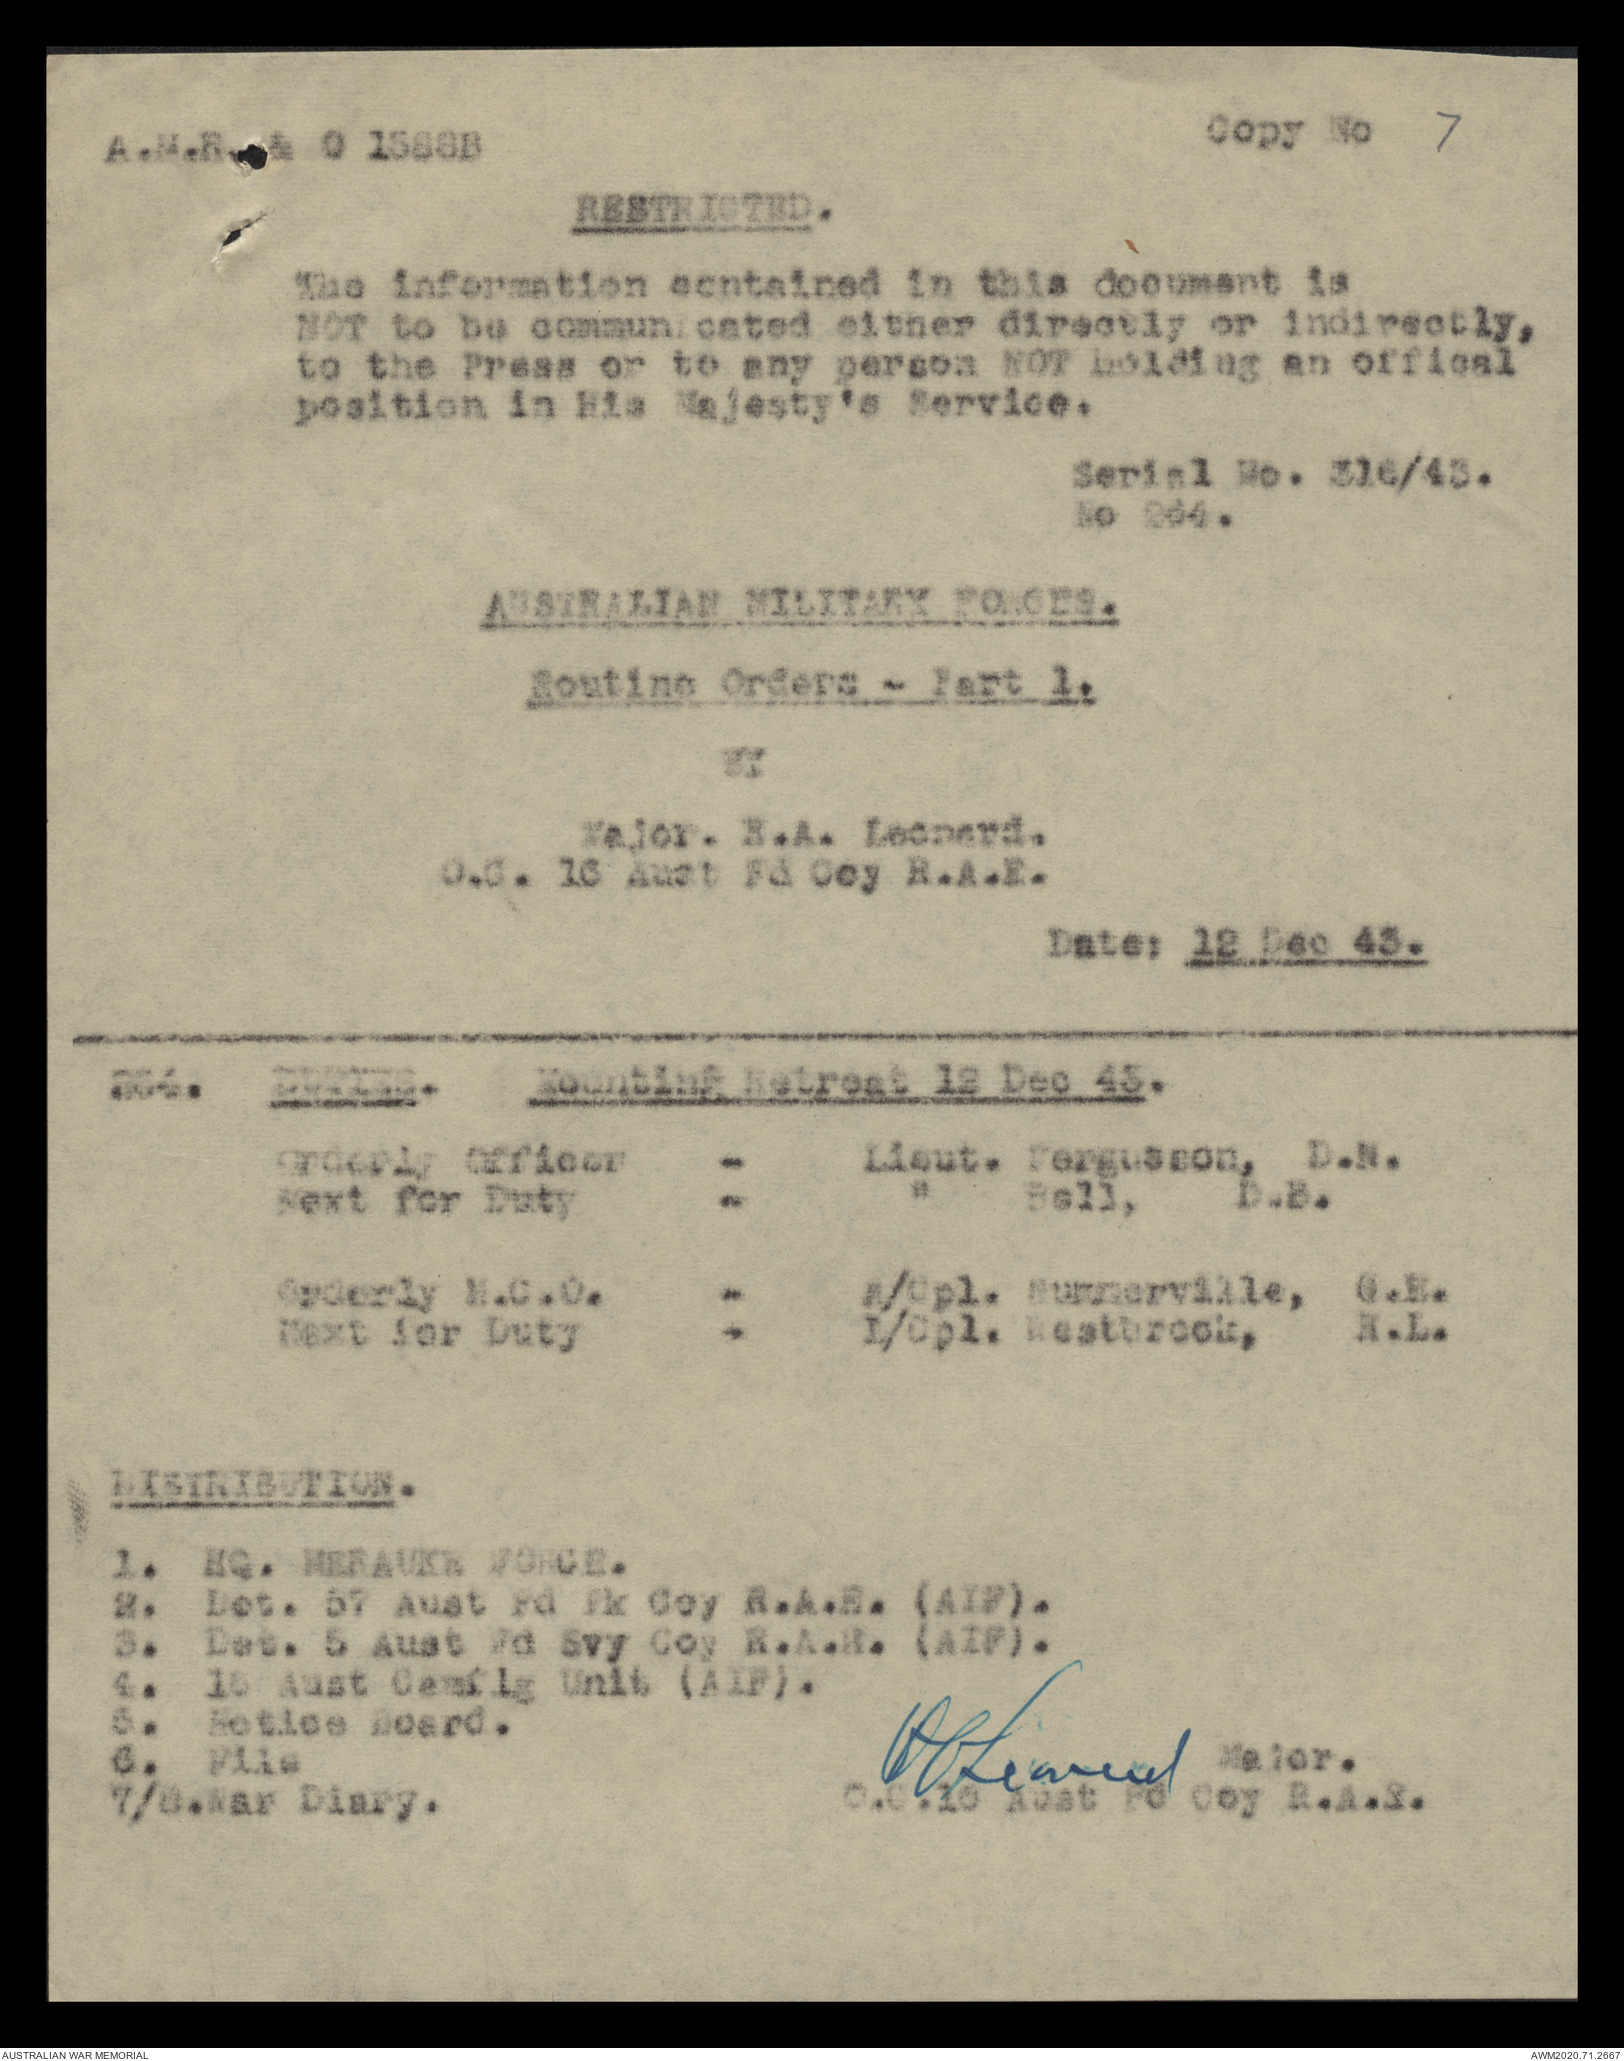 A.M.R. & O 1538B
Copy No 7
RESTRICTED.
The information contained in this document is
NOT to be communicated either directly or indirectly,
to the Press or to any person NOT holding an offical
position in His Majesty's Service.
Serial No. 316/43.
No 264.
AUSTRALIAN MILITARY FORCES.
Routine Orders - Part 1.
BY
Major. H.A. Leonard.
O.C. 16 Aust Fd Coy R.A.E.
Date: 12 Dec 43.
DUTIES. Mounting Retreat 12 Dec 43.
Orderly Officer - Lieut. Fergusson, D.N.
Next for Duty - " Bell, D.B.
Orderly N.C.O. - A/Cpl. Summerville, G.H.
Next for Duty - L/Cpl. Westbrook, K.L.
DISTRIBUTION.
1. HQ. MERAUKE FORCE.
2. Det. 57 Aust Fd Pk Coy R.A.E. (AIF).
3. Det. 5 Aust Fd Svy Coy R.A.E. (AIF).
4. 15 Aust Camflg Unit (AIF).
5. Notice Board.
6. File
7/8.War Diary.
HALeonard Major.
O.C.16 Aust Fd Coy R.A.E.
AUSTRALIAN WAR MEMORIAL
AWM2020.71.2667